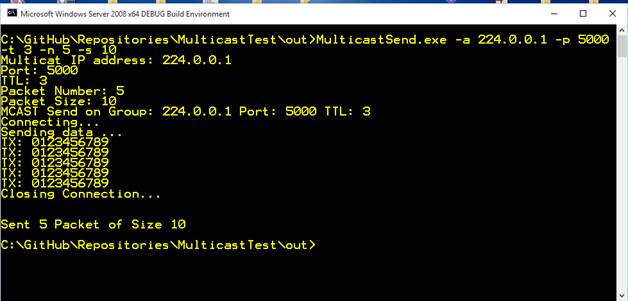 Microsoft Windows Server 2008 x64 DEBUG Build Environment
C:\GitHub\Repositories\MulticastTest\out>MulticastSend.exe -a 224.0.0.1 -p 5000
-t 3 -n 5 -s 10
Multicat IP address: 224.0.0.1
Port: 5000
TTL: 3
Packet Number: 5
Packet Size: 10
MCAST Send on Group: 224.0.0.1 Port: 5000 TTL: 3
Connecting...
Sending data ...
TX: 0123456789
TX: 0123456789
TX: 0123456789
TX: 0123456789
TX: 0123456789
Closing Connection...
Sent 5 Packet of Size 10
C:\GitHub\Repositories\MulticastTest\out>